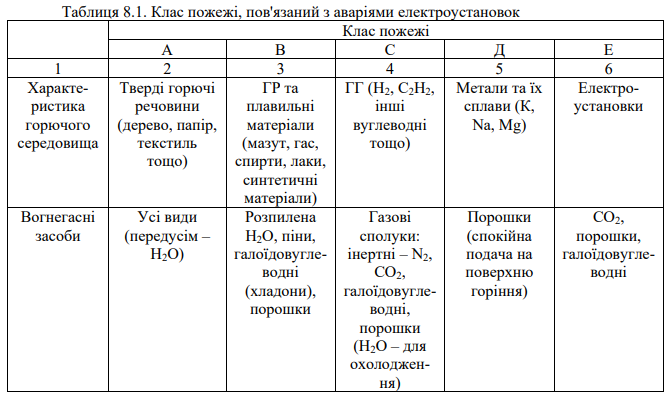 Таблиця 8.1. Клас пожежі, пов'язаний з аваріями електроустановок
Клас пожежі
А
В
С
Д
Е
1
2
3
4
5
6
Характе-
ристика
горючого
середовища
Тверді горючі
речовини
(дерево, папір,
текстиль
тощо)
ГР та
плавильні
матеріали
(мазут, гас,
спирти, лаки,
синтетичні
матеріали)
ГГ (H₂, C₂H₂,
інші
вуглеводні
тощо)
Метали та їх
сплави (K,
Na, Mg)
Електро-
установки
Вогнегасні
засоби
Усі види
(передусім –
H₂O)
Розпилена
H₂O, піни,
галоїдовугле-
водні
(хладони),
порошки
Газові
сполуки:
інертні – N₂,
CO₂,
галоїдовугле-
водні,
порошки
(H₂O – для
охолоджен-
ня)
Порошки
(спокійна
подача на
поверхню
горіння)
CO₂,
порошки,
галоїдовугле-
водні